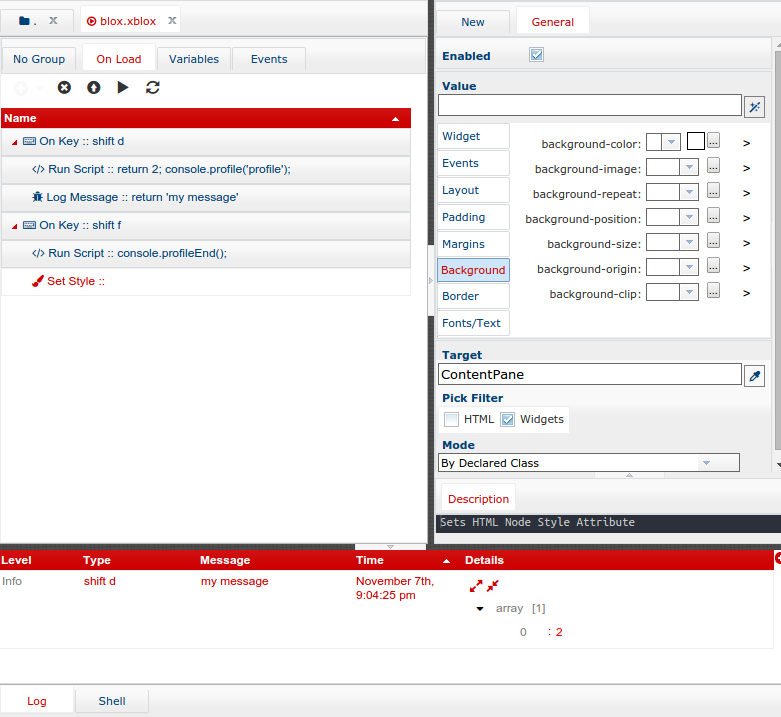 .
blox.xblox
No Group
On Load
Variables
Events
Name
On Key :: shift d
</> Run Script :: return 2; console.profile('profile');
Log Message :: return 'my message'
On Key :: shift f
</> Run Script :: console.profileEnd();
Set Style ::
New
General
Enabled
Value
Widget
Events
Layout
Padding
Margins
Background
Border
Fonts/Text
background-color: ... >
background-image: ... >
background-repeat: ... >
background-position: ... >
background-size: ... >
background-origin: ... >
background-clip: ... >
Target
ContentPane
Pick Filter
HTML Widgets
Mode
By Declared Class
Description
Sets HTML Node Style Attribute
Level Type Message Time Details
Info shift d my message November 7th,
9:04:25 pm
array [1]
0 : 2
Log
Shell